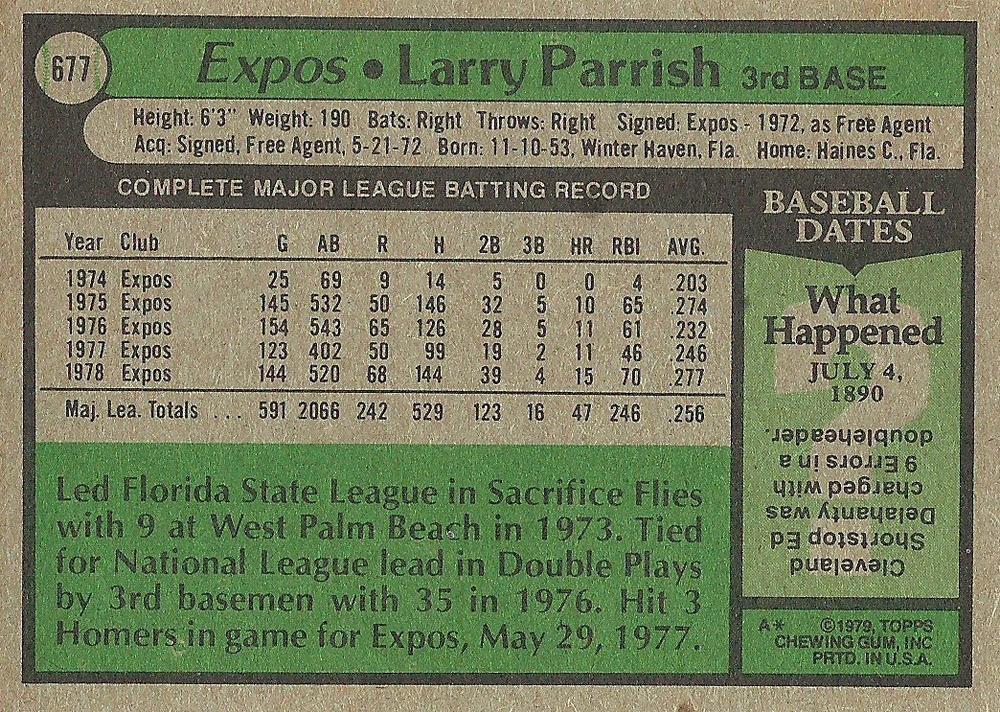 677
Expos • Larry Parrish 3rd BASE
Height: 6'3" Weight: 190 Bats: Right Throws: Right Signed: Expos - 1972, as Free Agent
Acq: Signed, Free Agent, 5-21-72 Born: 11-10-53, Winter Haven, Fla. Home: Haines C., Fla.
COMPLETE MAJOR LEAGUE BATTING RECORD
Year Club G AB R H 2B 3B HR RBI AVG.
1974 Expos 25 69 9 14 5 0 0 4 .203
1975 Expos 145 532 50 146 32 5 10 65 .274
1976 Expos 154 543 65 126 28 5 11 61 .232
1977 Expos 123 402 50 99 19 2 11 46 .246
1978 Expos 144 520 68 144 39 4 15 70 .277
Maj. Lea. Totals ... 591 2066 242 529 123 16 47 246 .256
Led Florida State League in Sacrifice Flies
with 9 at West Palm Beach in 1973. Tied
for National League lead in Double Plays
by 3rd basemen with 35 in 1976. Hit 3
Homers in game for Expos, May 29, 1977.
BASEBALL
DATES
What
Happened
JULY 4,
1890
Cleveland
Shortstop Ed
Delahanty was
charged with
9 Errors in a
doubleheader.
A* ©1979, TOPPS
CHEWING GUM, INC
PRTD. IN U.S.A.